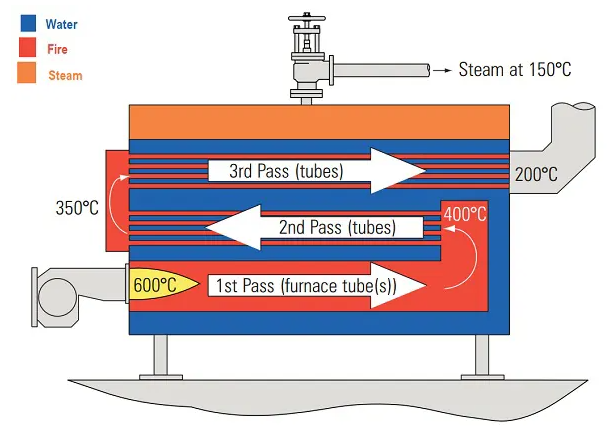 Water
Fire
Steam
Steam at 150°C
3rd Pass (tubes)
200°C
350°C
400°C
2nd Pass (tubes)
600°C
1st Pass (furnace tube(s))